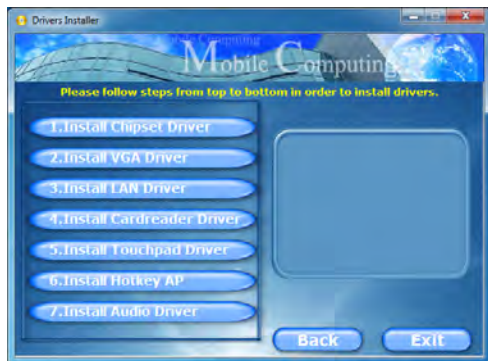 Drivers Installer
Mobile Computing
Mobile Computing
Please follow steps from top to bottom in order to install drivers.
1.Install Chipset Driver
2.Install VGA Driver
3.Install LAN Driver
4.Install Cardreader Driver
5.Install Touchpad Driver
6.Install Hotkey AP
7.Install Audio Driver
Back
Exit